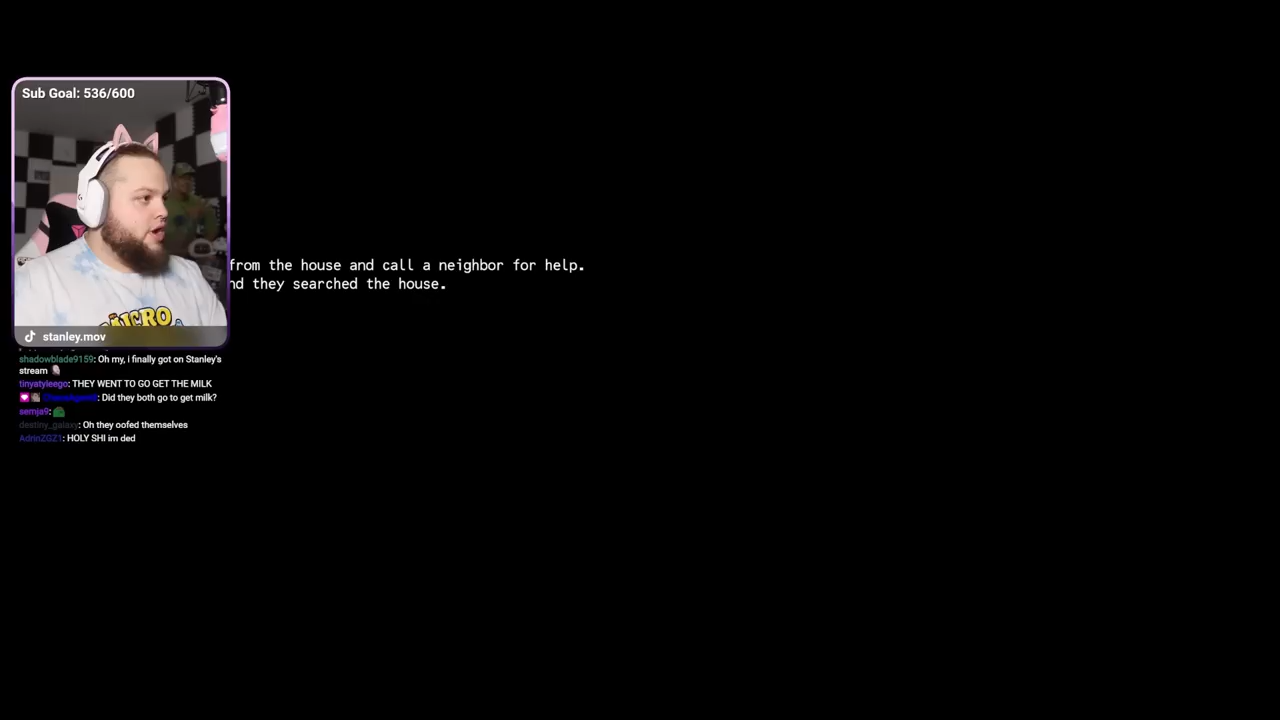 Sub Goal: 536/600
from the house and call a neighbor for help.
nd they searched the house.
MICRO
stanley.mov
shadowblade9159: Oh my, i finally got on Stanley's
stream
tinyatyleego: THEY WENT TO GO GET THE MILK
: Did they both go to get milk?
semja9:
destiny_galaxy: Oh they oofed themselves
AdrinZGZ1: HOLY SHI im ded